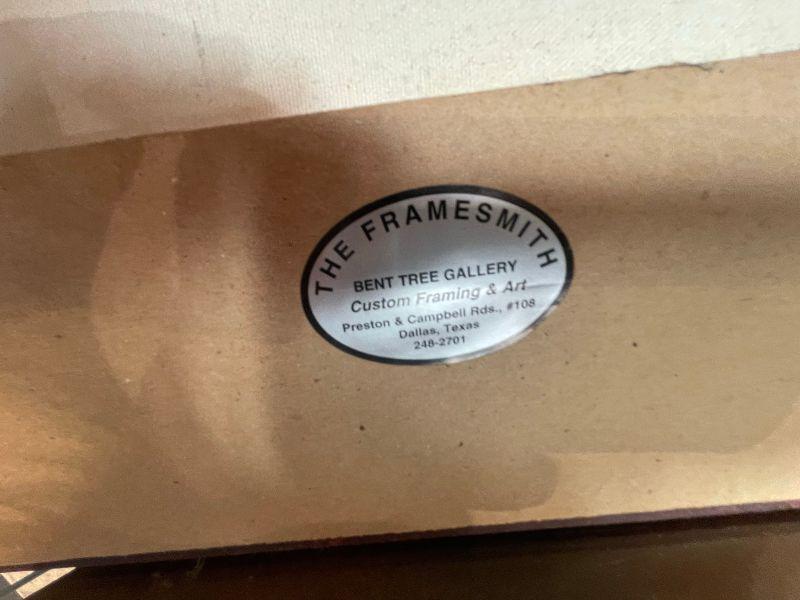 THE FRAMESMITH
BENT TREE GALLERY
Custom Framing & Art
Preston & Campbell Rds., #108
Dallas, Texas
248-2701